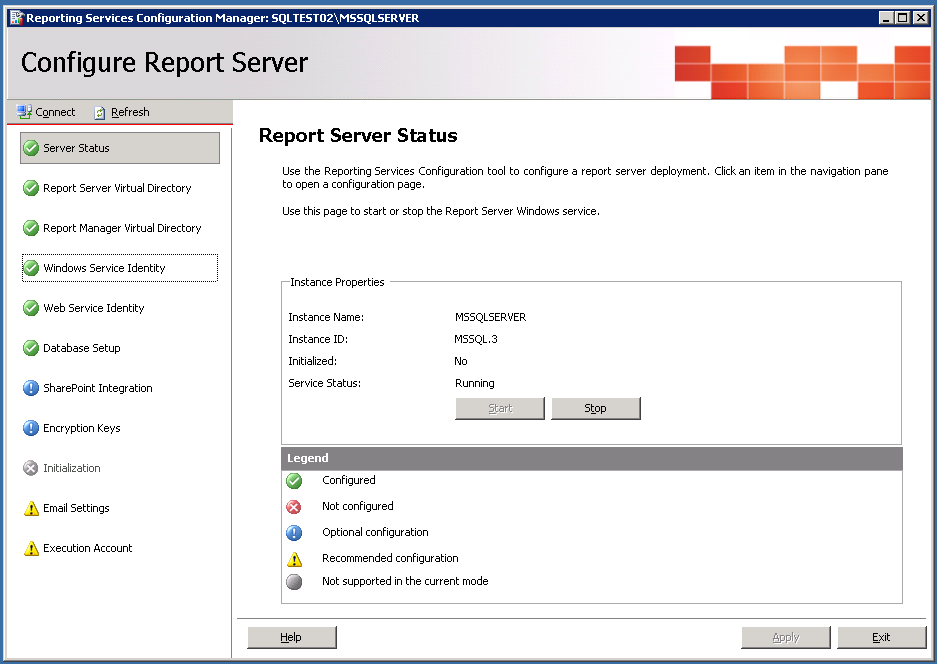 Reporting Services Configuration Manager: SQLTEST02\MSSQLSERVER
Configure Report Server
Connect
Refresh
Server Status
Report Server Virtual Directory
Report Manager Virtual Directory
Windows Service Identity
Web Service Identity
Database Setup
SharePoint Integration
Encryption Keys
Initialization
Email Settings
Execution Account
Report Server Status
Use the Reporting Services Configuration tool to configure a report server deployment. Click an item in the navigation pane
to open a configuration page.
Use this page to start or stop the Report Server Windows service.
Instance Properties
Instance Name: MSSQLSERVER
Instance ID: MSSQL.3
Initialized: No
Service Status: Running
Start Stop
Legend
Configured
Not configured
Optional configuration
Recommended configuration
Not supported in the current mode
Help Apply Exit